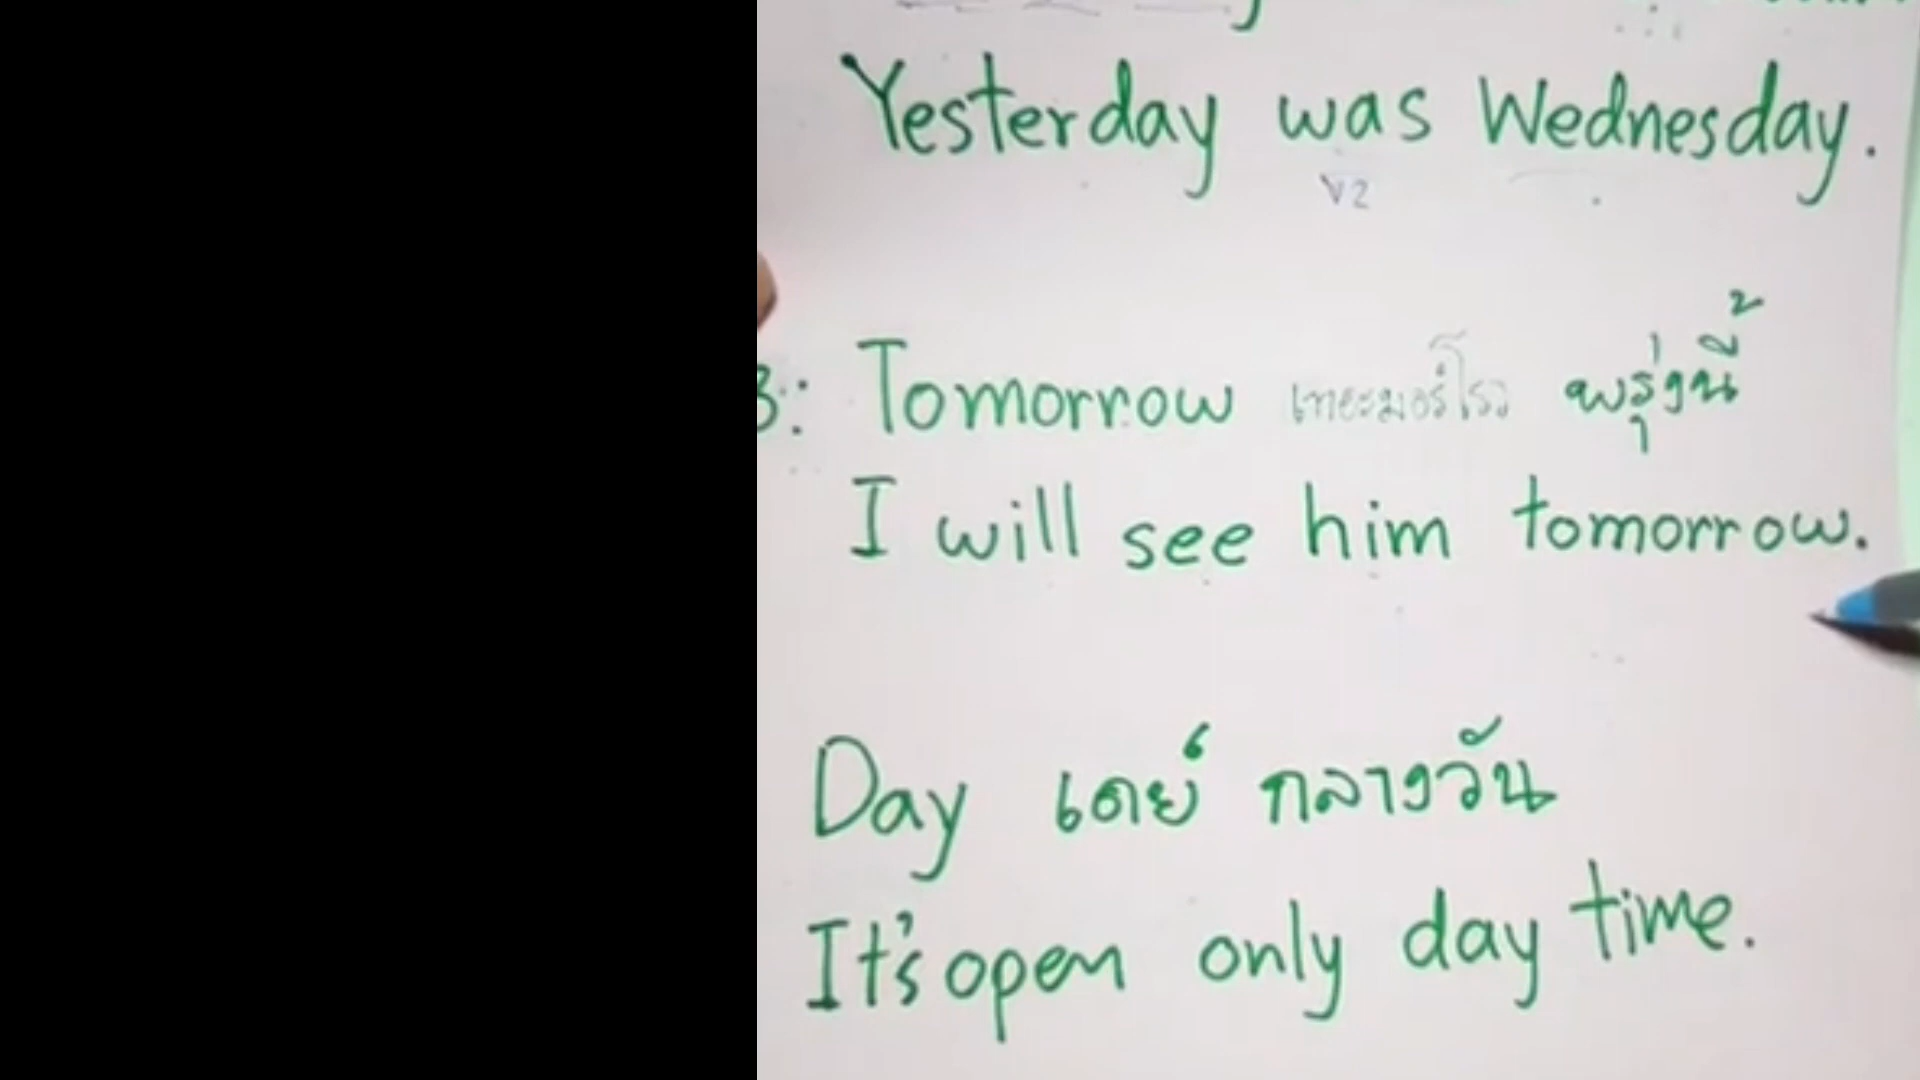 Yesterday was Wednesday.
V2
3: Tomorrow เทอะมอร์โรว พรุ่งนี้
I will see him tomorrow.
Day เดย์ กลางวัน
It's open only day time.